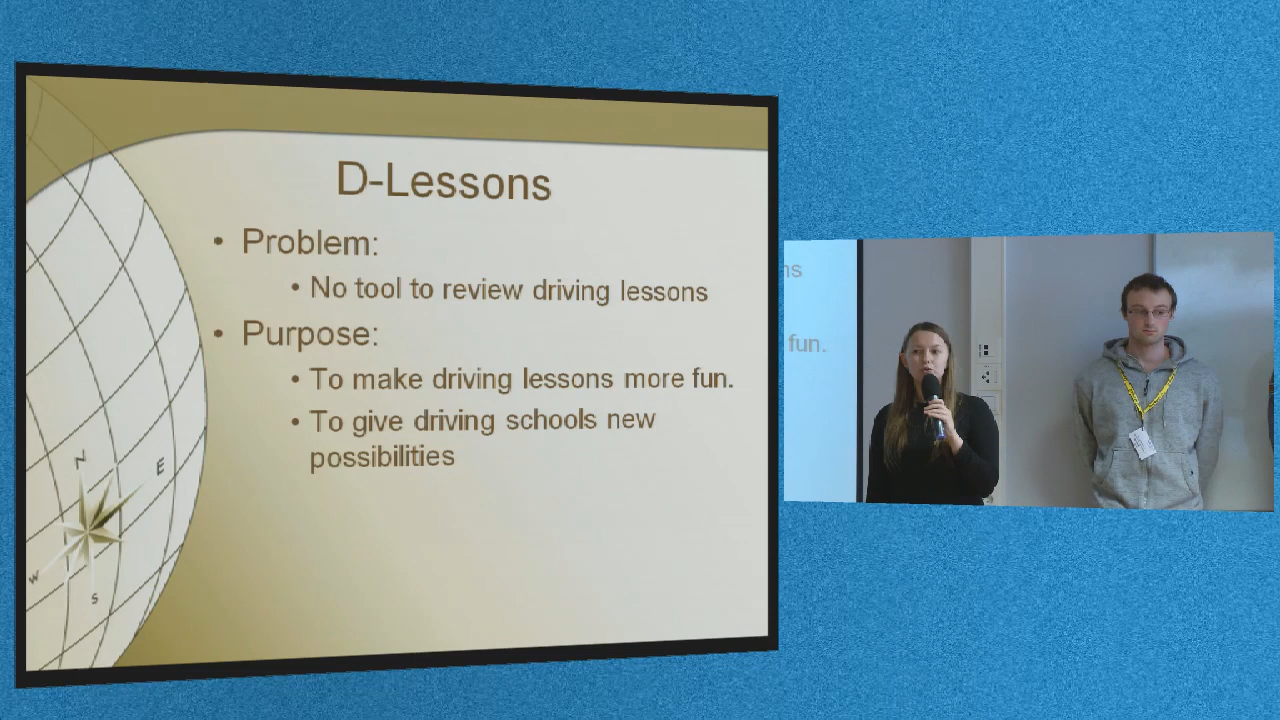 D-Lessons
• Problem:
• No tool to review driving lessons
• Purpose:
• To make driving lessons more fun.
• To give driving schools new
possibilities
N
E
W
S
ns
fun.